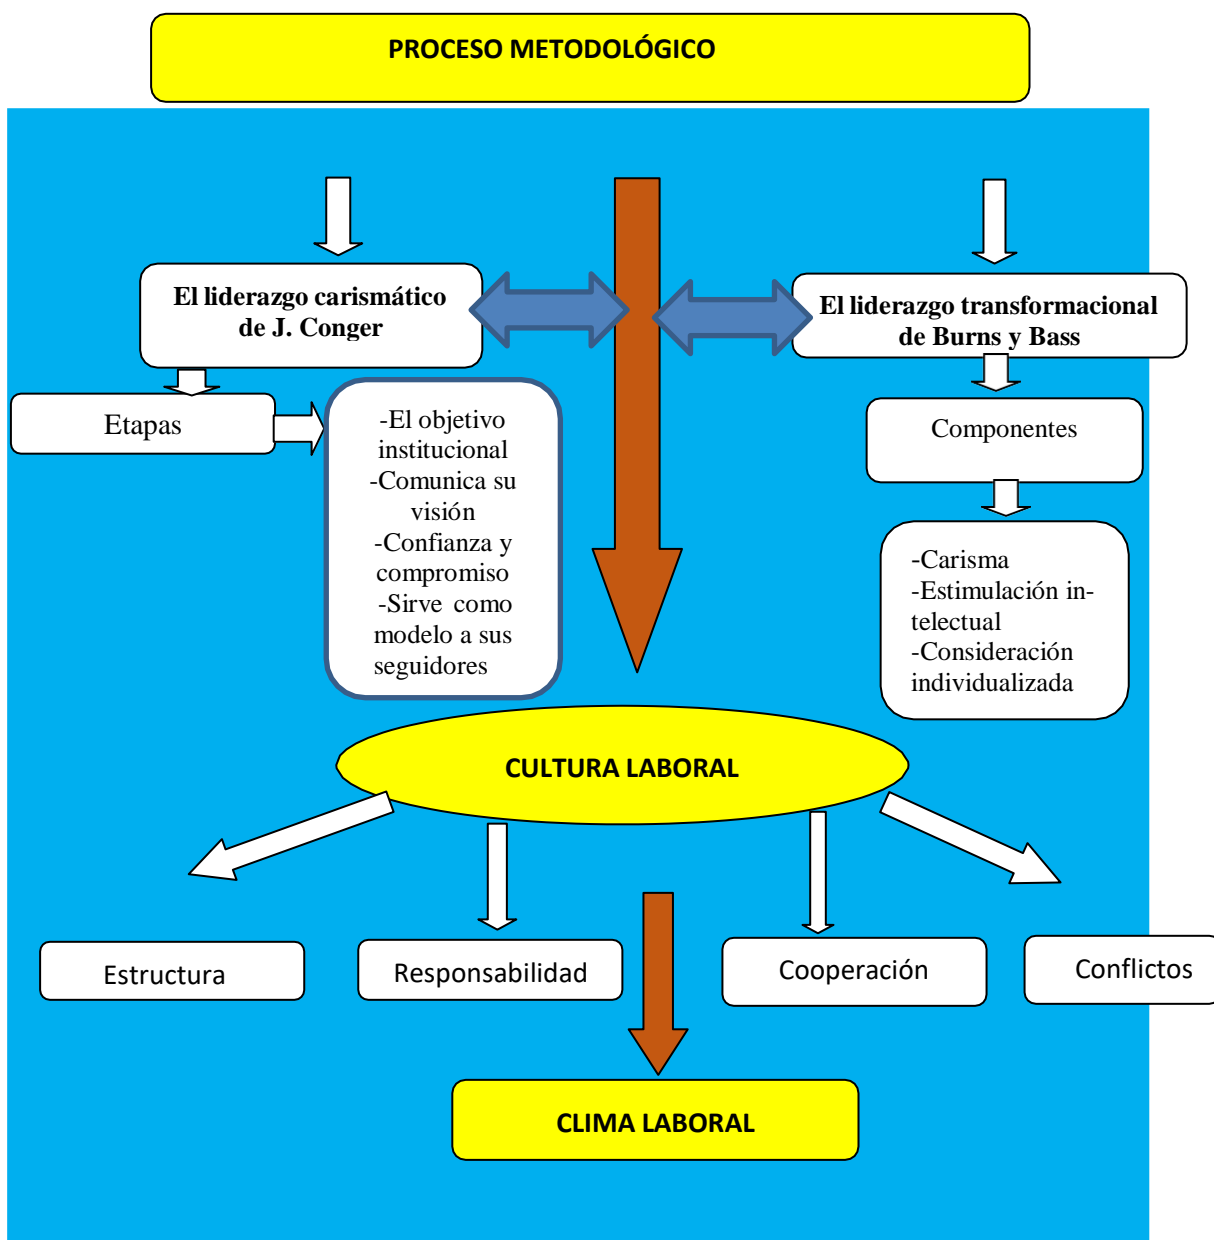 PROCESO METODOLÓGICO
El liderazgo carismático
de J. Conger
El liderazgo transformacional
de Burns y Bass
Etapas
-El objetivo
institucional
-Comunica su
visión
-Confianza y
compromiso
-Sirve como
modelo a sus
seguidores
Componentes
-Carisma
-Estimulación in-
telectual
-Consideración
individualizada
CULTURA LABORAL
Estructura
Responsabilidad
Cooperación
Conflictos
CLIMA LABORAL